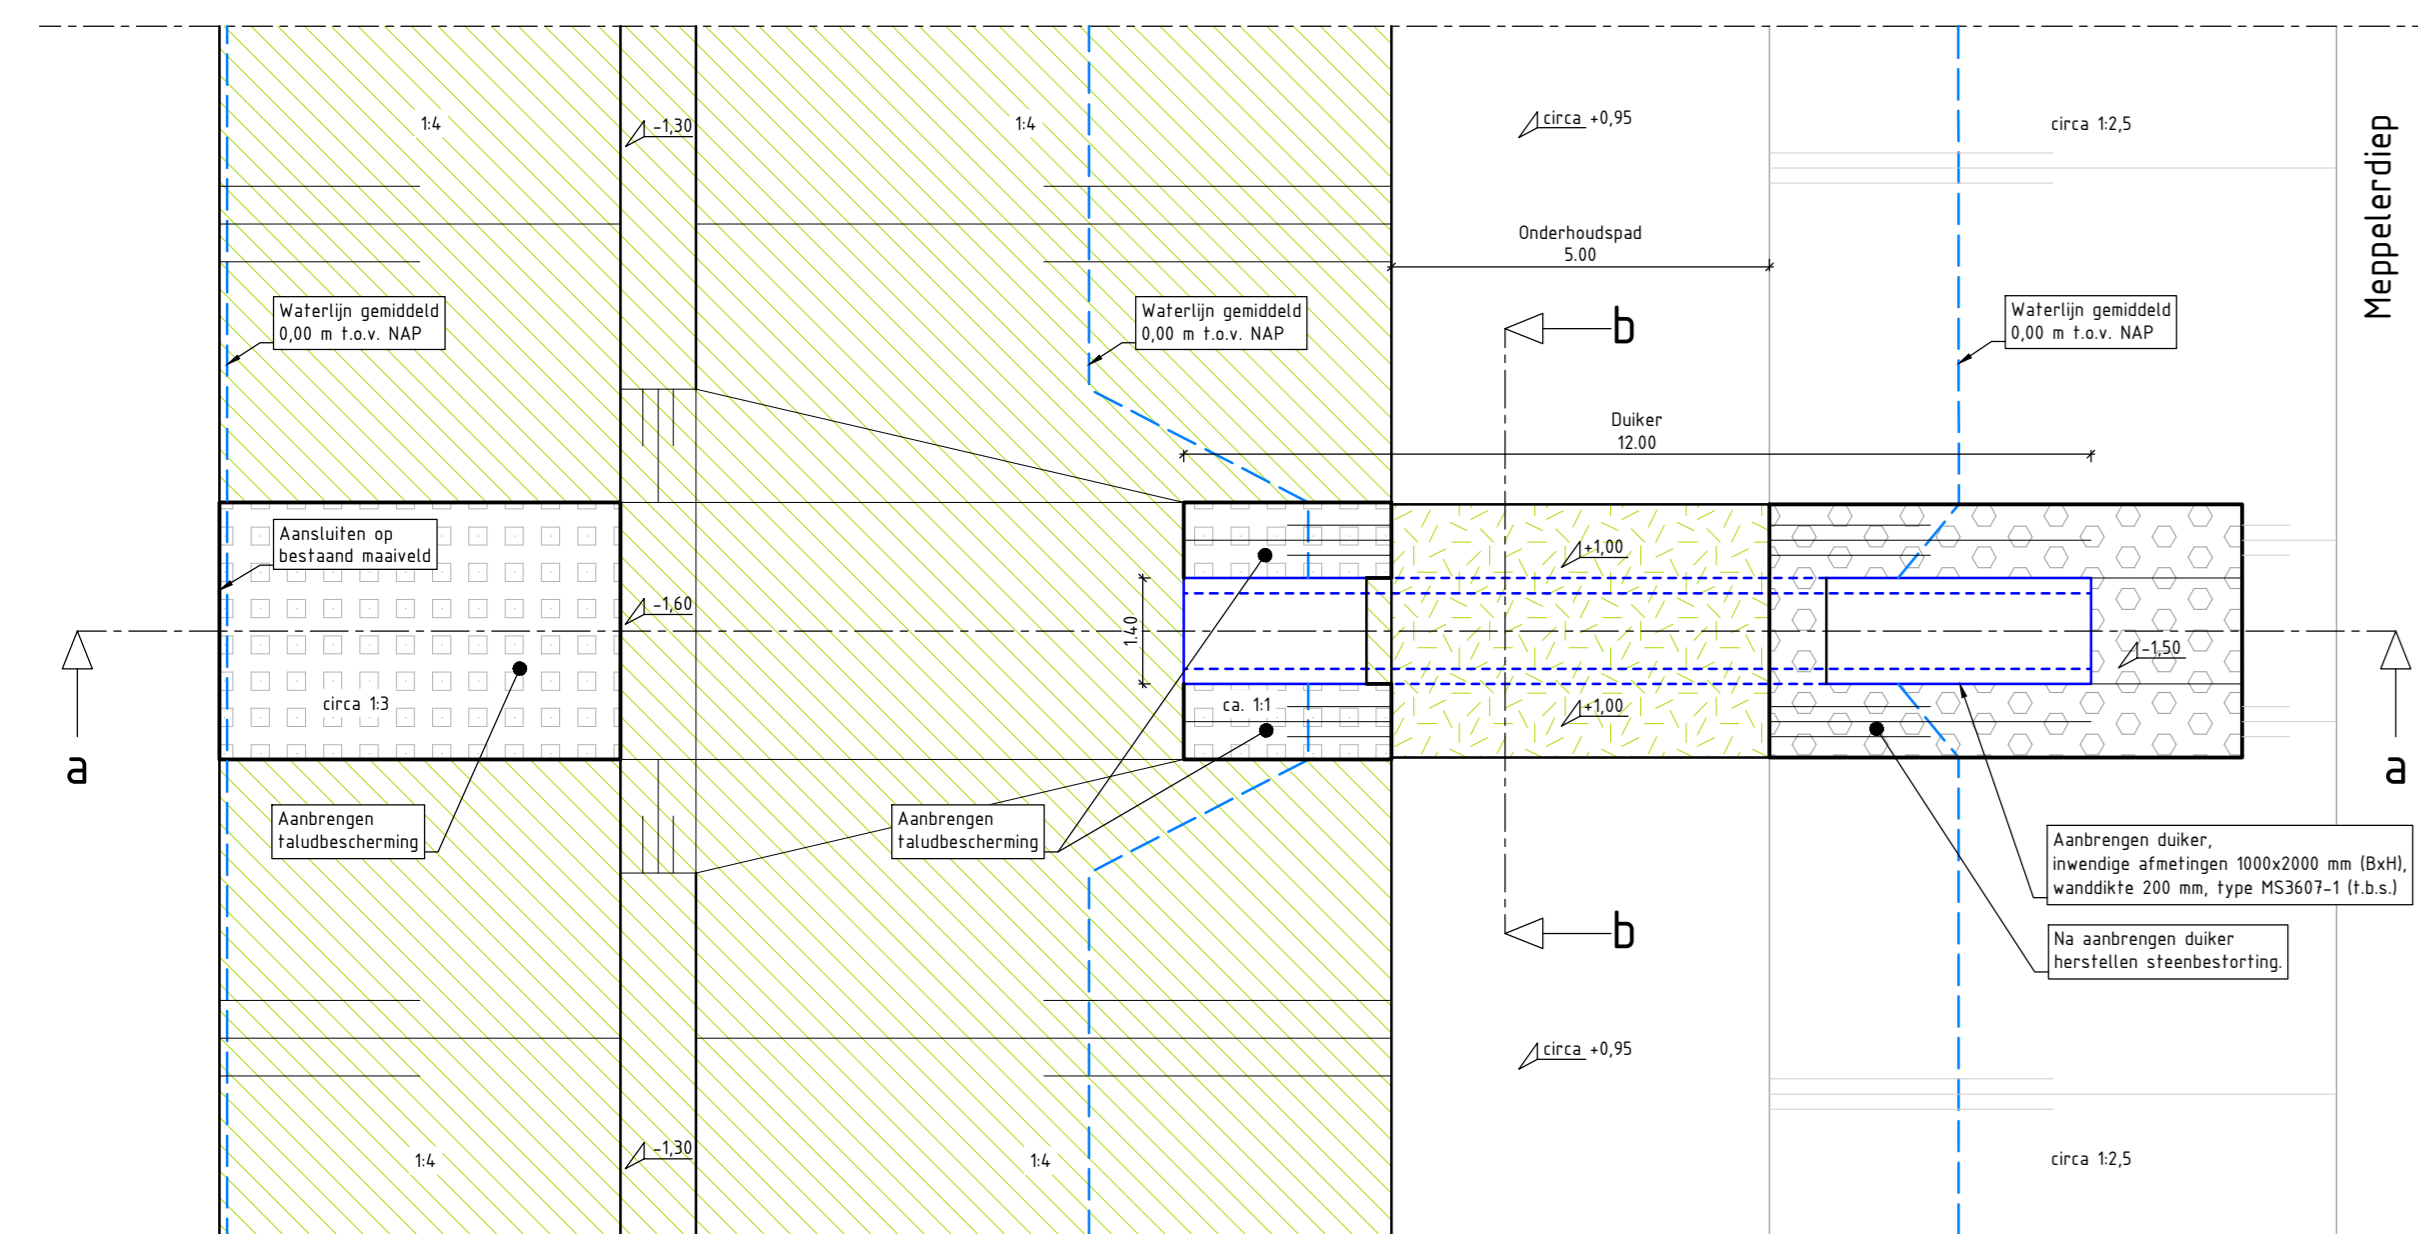 1:4
-1,30
1:4
circa +0,95
circa 1:2,5
Meppelerdiep
Onderhoudspad
5.00
Waterlijn gemiddeld
0,00 m t.o.v. NAP
Waterlijn gemiddeld
0,00 m t.o.v. NAP
Waterlijn gemiddeld
0,00 m t.o.v. NAP
b
Duiker
12.00
Aansluiten op
bestaand maaiveld
+1,00
-1,60
1.40
-1,50
circa 1:3
ca. 1:1
+1,00
a
a
Aanbrengen
taludbescherming
Aanbrengen
taludbescherming
Aanbrengen duiker,
inwendige afmetingen 1000x2000 mm (BxH),
wanddikte 200 mm, type MS3607-1 (t.b.s.)
b
Na aanbrengen duiker
herstellen steenbestorting.
circa +0,95
1:4
-1,30
1:4
circa 1:2,5